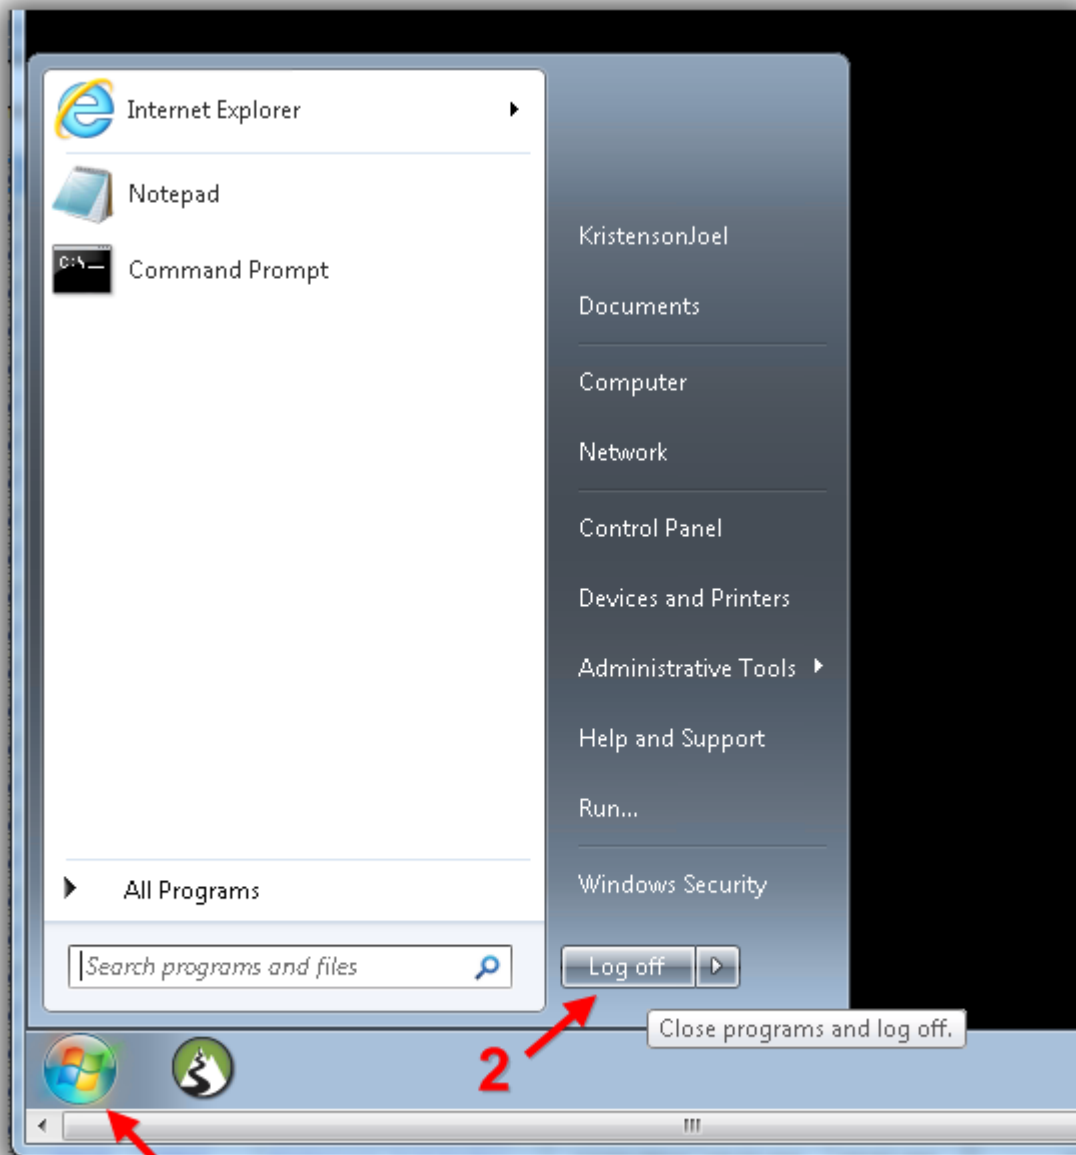 Internet Explorer
Notepad
C:\_
Command Prompt
All Programs
Search programs and files
KristensonJoel
Documents
Computer
Network
Control Panel
Devices and Printers
Administrative Tools
Help and Support
Run...
Windows Security
Log off
Close programs and log off.
2